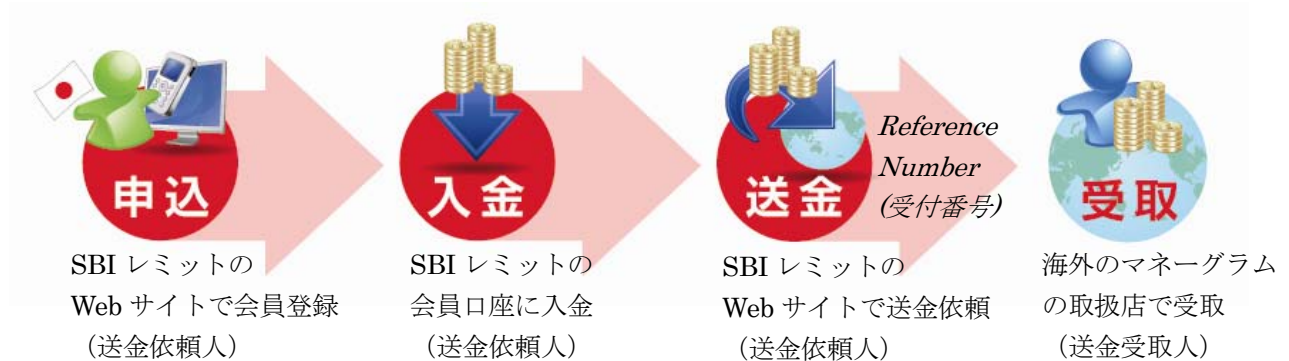 申込
SBI レミットの
Web サイトで会員登録
（送金依頼人）
入金
SBI レミットの
会員口座に入金
（送金依頼人）
送金
Reference
Number
(受付番号)
SBI レミットの
Web サイトで送金依頼
（送金依頼人）
受取
海外のマネーグラム
の取扱店で受取
（送金受取人）